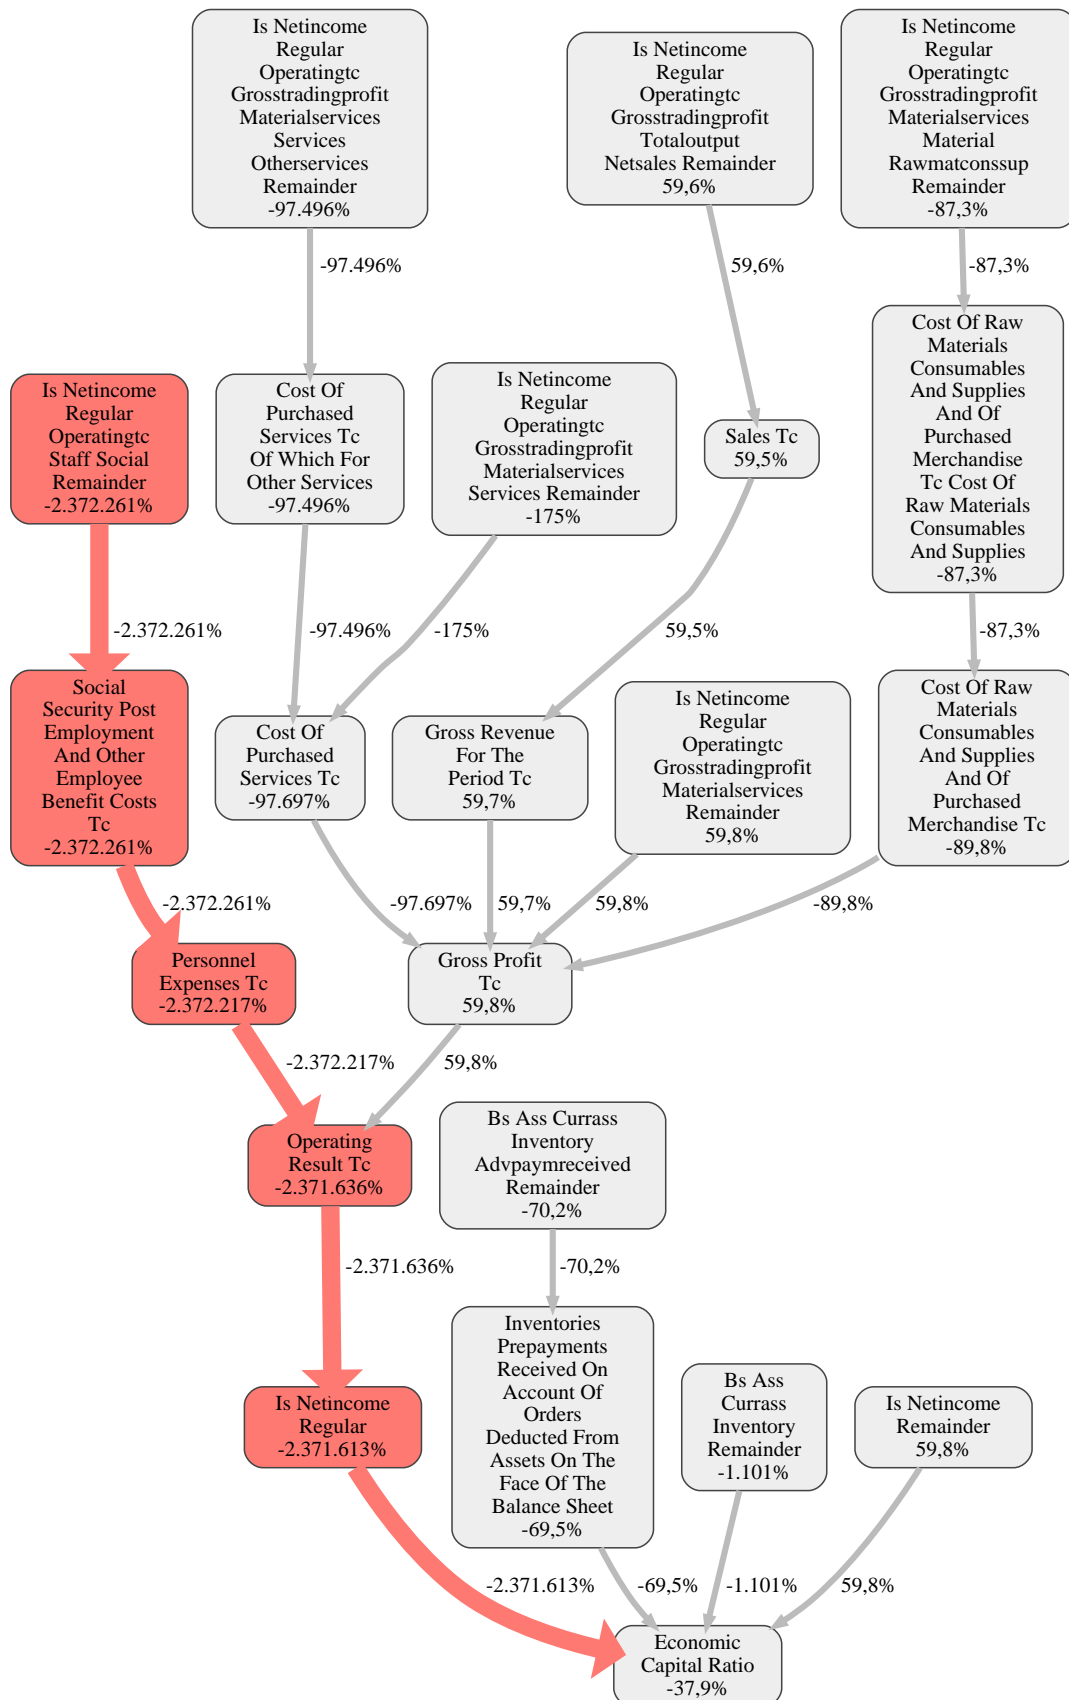 Is Netincome
Regular
Operatingtc
Grosstradingprofit
Materialservices
Services
Otherservices
Remainder
-97.496%
Is Netincome
Regular
Operatingtc
Grosstradingprofit
Totaloutput
Netsales Remainder
59,6%
Is Netincome
Regular
Operatingtc
Grosstradingprofit
Materialservices
Material
Rawmatconssup
Remainder
-87,3%
-97.496%
59,6%
-87,3%
Is Netincome
Regular
Operatingtc
Staff Social
Remainder
-2.372.261%
Cost Of
Purchased
Services Tc
Of Which For
Other Services
-97.496%
Is Netincome
Regular
Operatingtc
Grosstradingprofit
Materialservices
Services Remainder
-175%
Sales Tc
59,5%
Cost Of Raw
Materials
Consumables
And Supplies
And Of
Purchased
Merchandise
Tc Cost Of
Raw Materials
Consumables
And Supplies
-87,3%
-2.372.261%
-97.496%
-175%
59,5%
-87,3%
Social
Security Post
Employment
And Other
Employee
Benefit Costs
Tc
-2.372.261%
Cost Of
Purchased
Services Tc
-97.697%
Gross Revenue
For The
Period Tc
59,7%
Is Netincome
Regular
Operatingtc
Grosstradingprofit
Materialservices
Remainder
59,8%
Cost Of Raw
Materials
Consumables
And Supplies
And Of
Purchased
Merchandise Tc
-89,8%
-2.372.261%
-97.697%
59,7%
59,8%
-89,8%
Personnel
Expenses Tc
-2.372.217%
Gross Profit
Tc
59,8%
-2.372.217%
59,8%
Operating
Result Tc
-2.371.636%
Bs Ass Currass
Inventory
Advpaymreceived
Remainder
-70,2%
-2.371.636%
-70,2%
Is Netincome
Regular
-2.371.613%
Inventories
Prepayments
Received On
Account Of
Orders
Deducted From
Assets On The
Face Of The
Balance Sheet
-69,5%
Bs Ass
Currass
Inventory
Remainder
-1.101%
Is Netincome
Remainder
59,8%
-2.371.613%
-69,5%
-1.101%
59,8%
Economic
Capital Ratio
-37,9%